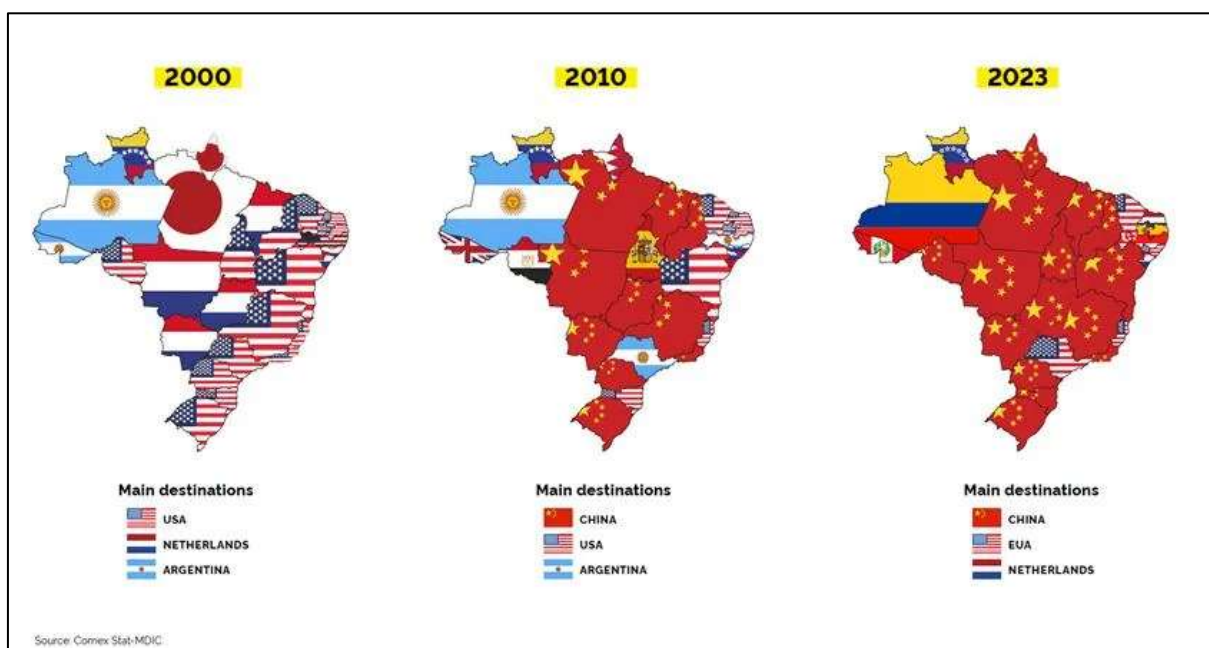 2000
2010
2023
Main destinations
USA
NETHERLANDS
ARGENTINA
Main destinations
CHINA
USA
ARGENTINA
Main destinations
CHINA
EUA
NETHERLANDS
Source: Comex Stat-MDIC